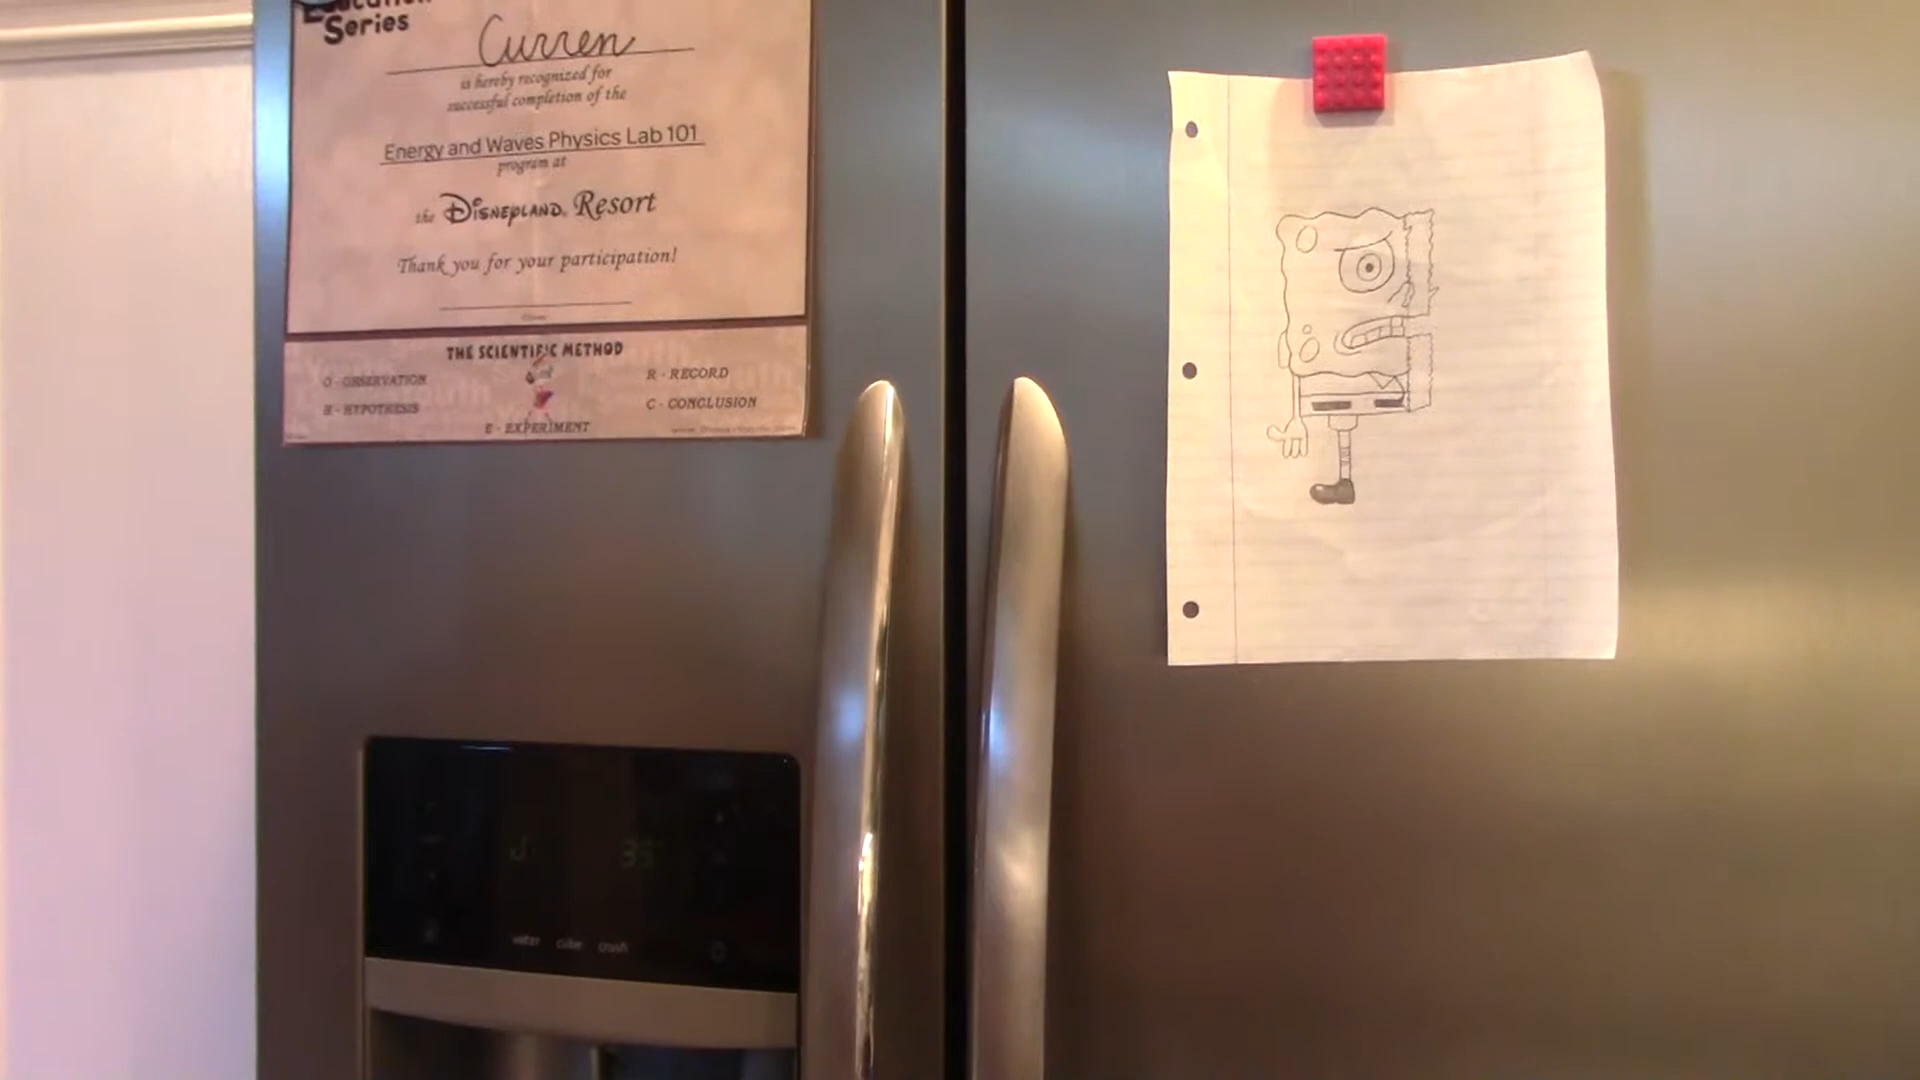 Series
Curren
is hereby recognized for
successful completion of the
Energy and Waves Physics Lab 101
program at
the Disneyland Resort
Thank you for your participation!
THE SCIENTIFIC METHOD
O - OBSERVATION
R - RECORD
H - HYPOTHESIS
C - CONCLUSION
E - EXPERIMENT
35
water cube crush